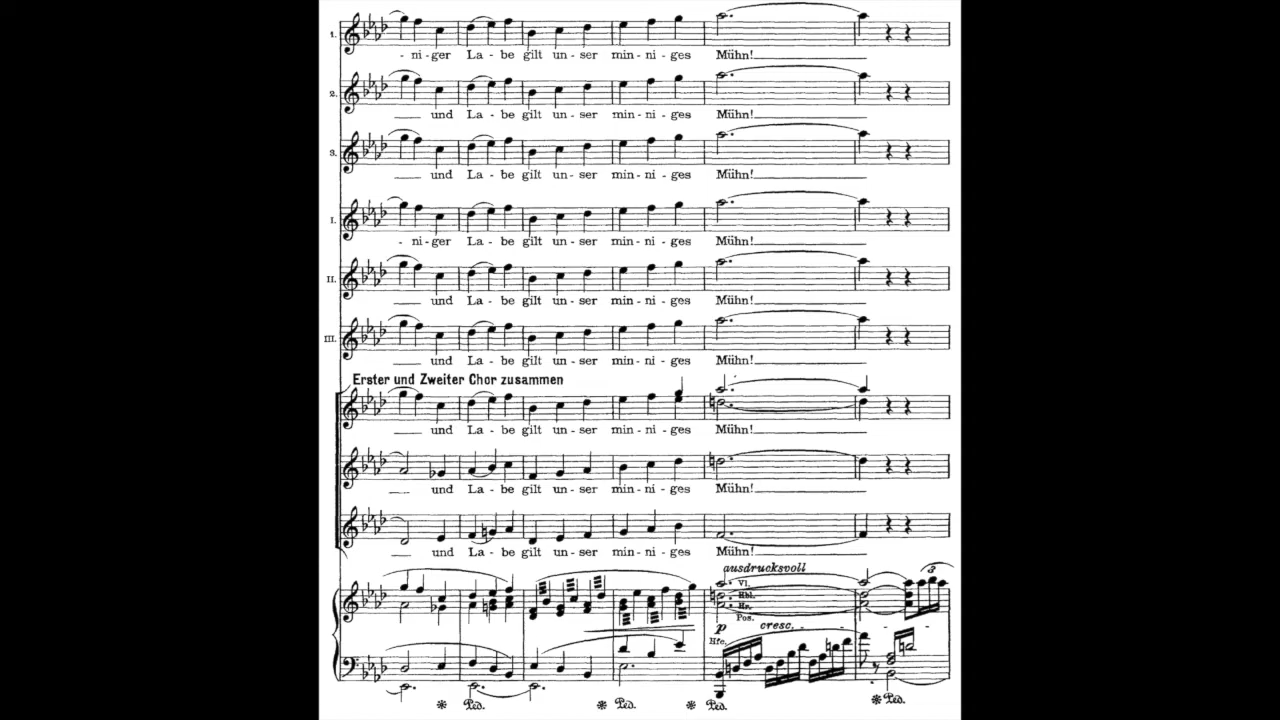 1.
- ni-ger La - be gilt un-ser min-ni-ges Mühn!
2.
und La - be gilt un-ser min-ni-ges Mühn!
3.
und La - be gilt un-ser min-ni-ges Mühn!
I.
- ni-ger La - be gilt un-ser min-ni-ges Mühn!
II.
und La - be gilt un-ser min-ni-ges Mühn!
III.
und La - be gilt un-ser min-ni-ges Mühn!
Erster und Zweiter Chor zusammen
und La - be gilt un-ser min-ni-ges Mühn!
und La - be gilt un-ser min-ni-ges Mühn!
und La - be gilt un-ser min-ni-ges Mühn!
ausdrucksvoll
3
Vl.
Hbl.
Hr.
Pos.
p cresc.
Hfe.
Ped. Ped. Ped. Ped.